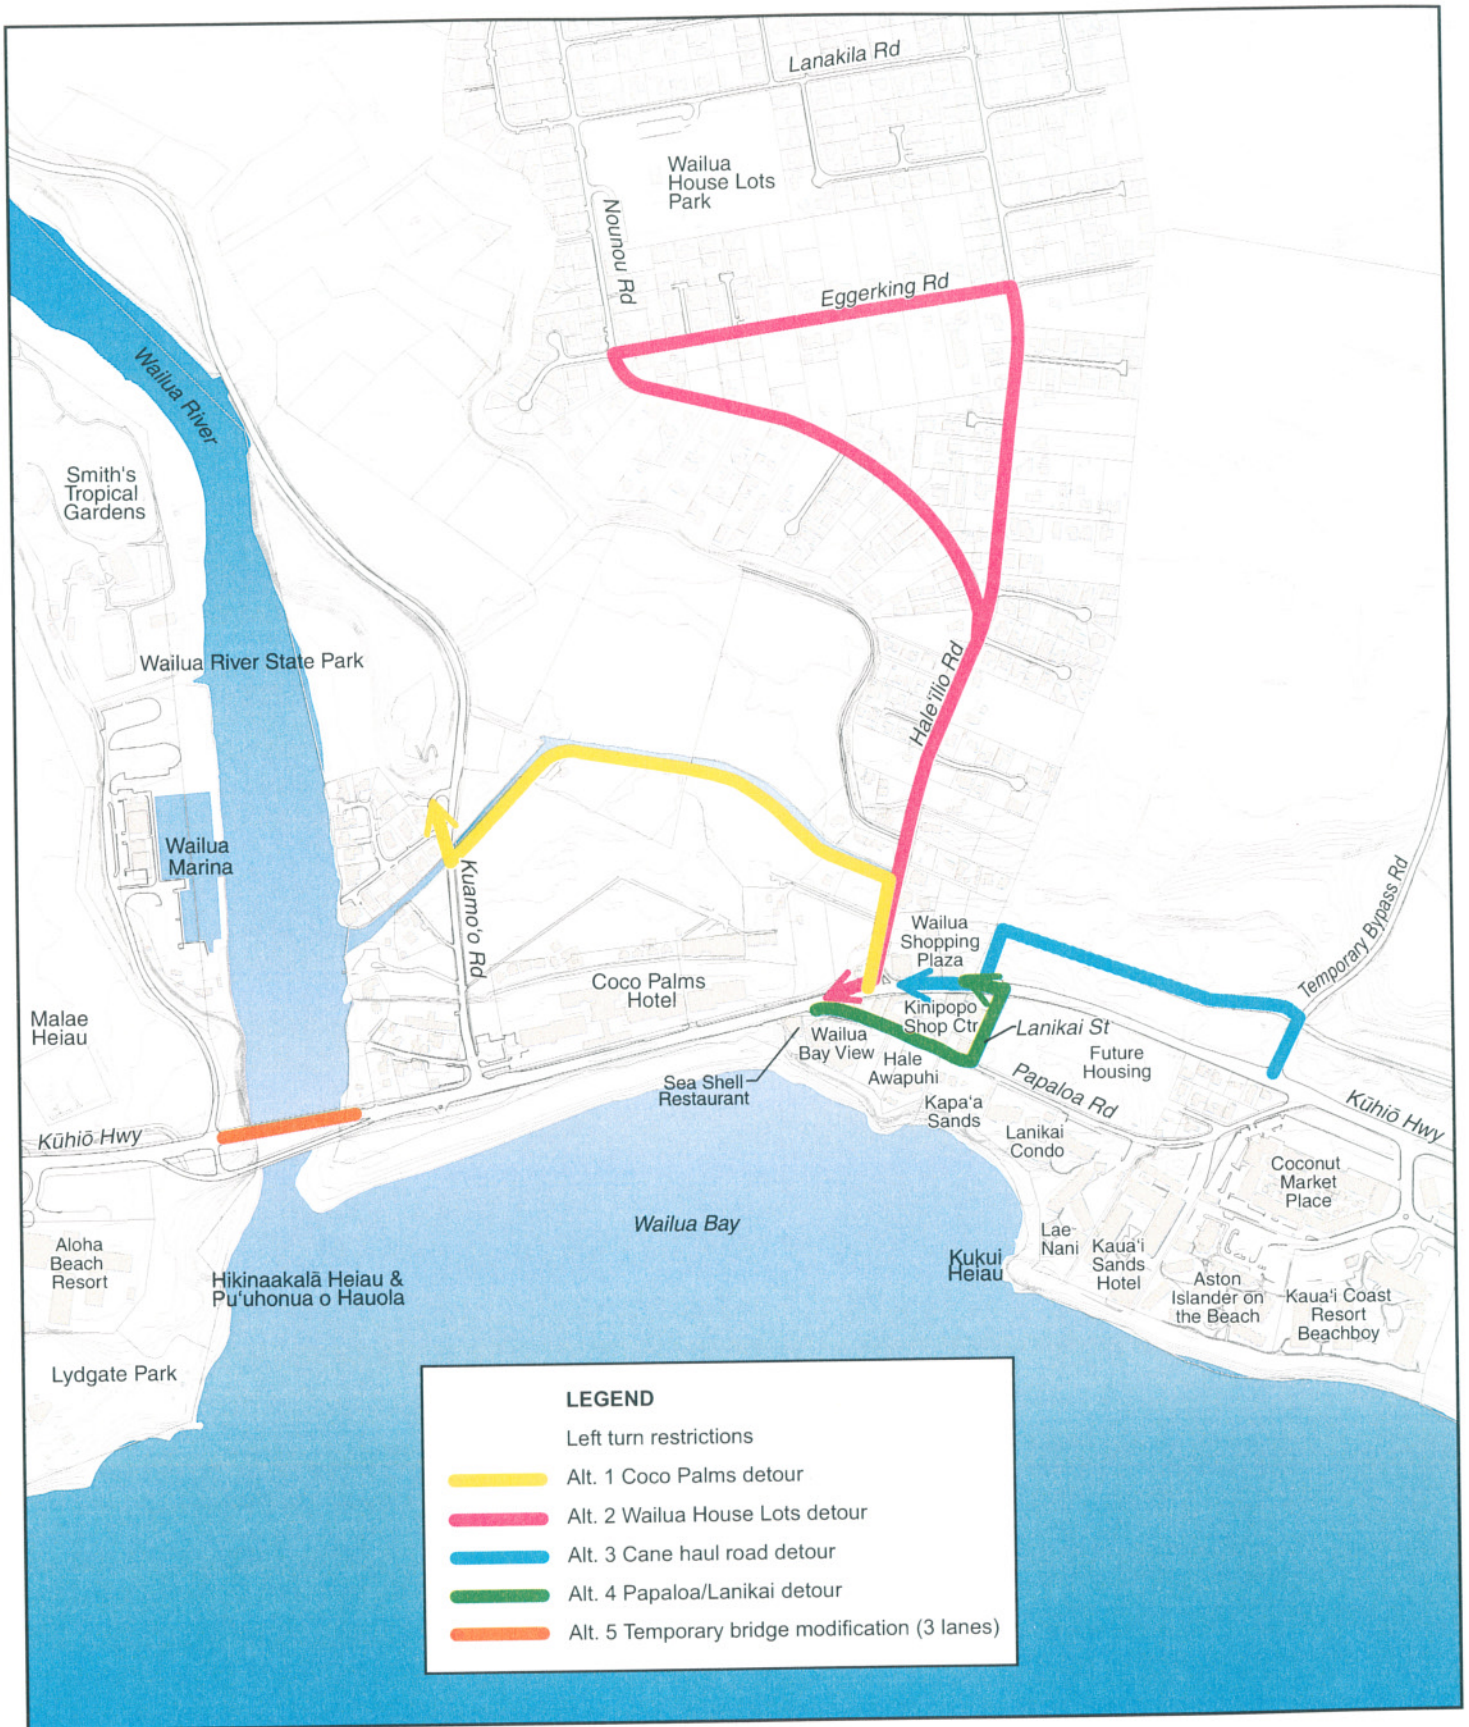 Lanakila Rd
Wailua
House Lots
Park
Nounou Rd
Eggerking Rd
Wailua River
Smith's
Tropical
Gardens
Wailua River State Park
Hale‘īlio Rd
Wailua
Marina
Kuamo‘o Rd
Temporary Bypass Rd
Wailua
Shopping
Plaza
Coco Palms
Hotel
Malae
Heiau
Kinipopo
Shop Ctr
Lanikai St
Wailua
Bay View
Future
Housing
Hale
Awapuhi
Sea Shell
Restaurant
Papaloa Rd
Kapa‘a
Sands
Kūhiō Hwy
Kūhiō Hwy
Lanikai
Condo
Coconut
Market
Place
Wailua Bay
Aloha
Beach
Resort
Lae-
Nani
Kaua‘i
Sands
Hotel
Kukui
Heiau
Hikinaakalā Heiau &
Pu‘uhonua o Hauola
Aston
Islander on
the Beach
Kaua‘i Coast
Resort
Beachboy
Lydgate Park
LEGEND
Left turn restrictions
Alt. 1 Coco Palms detour
Alt. 2 Wailua House Lots detour
Alt. 3 Cane haul road detour
Alt. 4 Papaloa/Lanikai detour
Alt. 5 Temporary bridge modification (3 lanes)